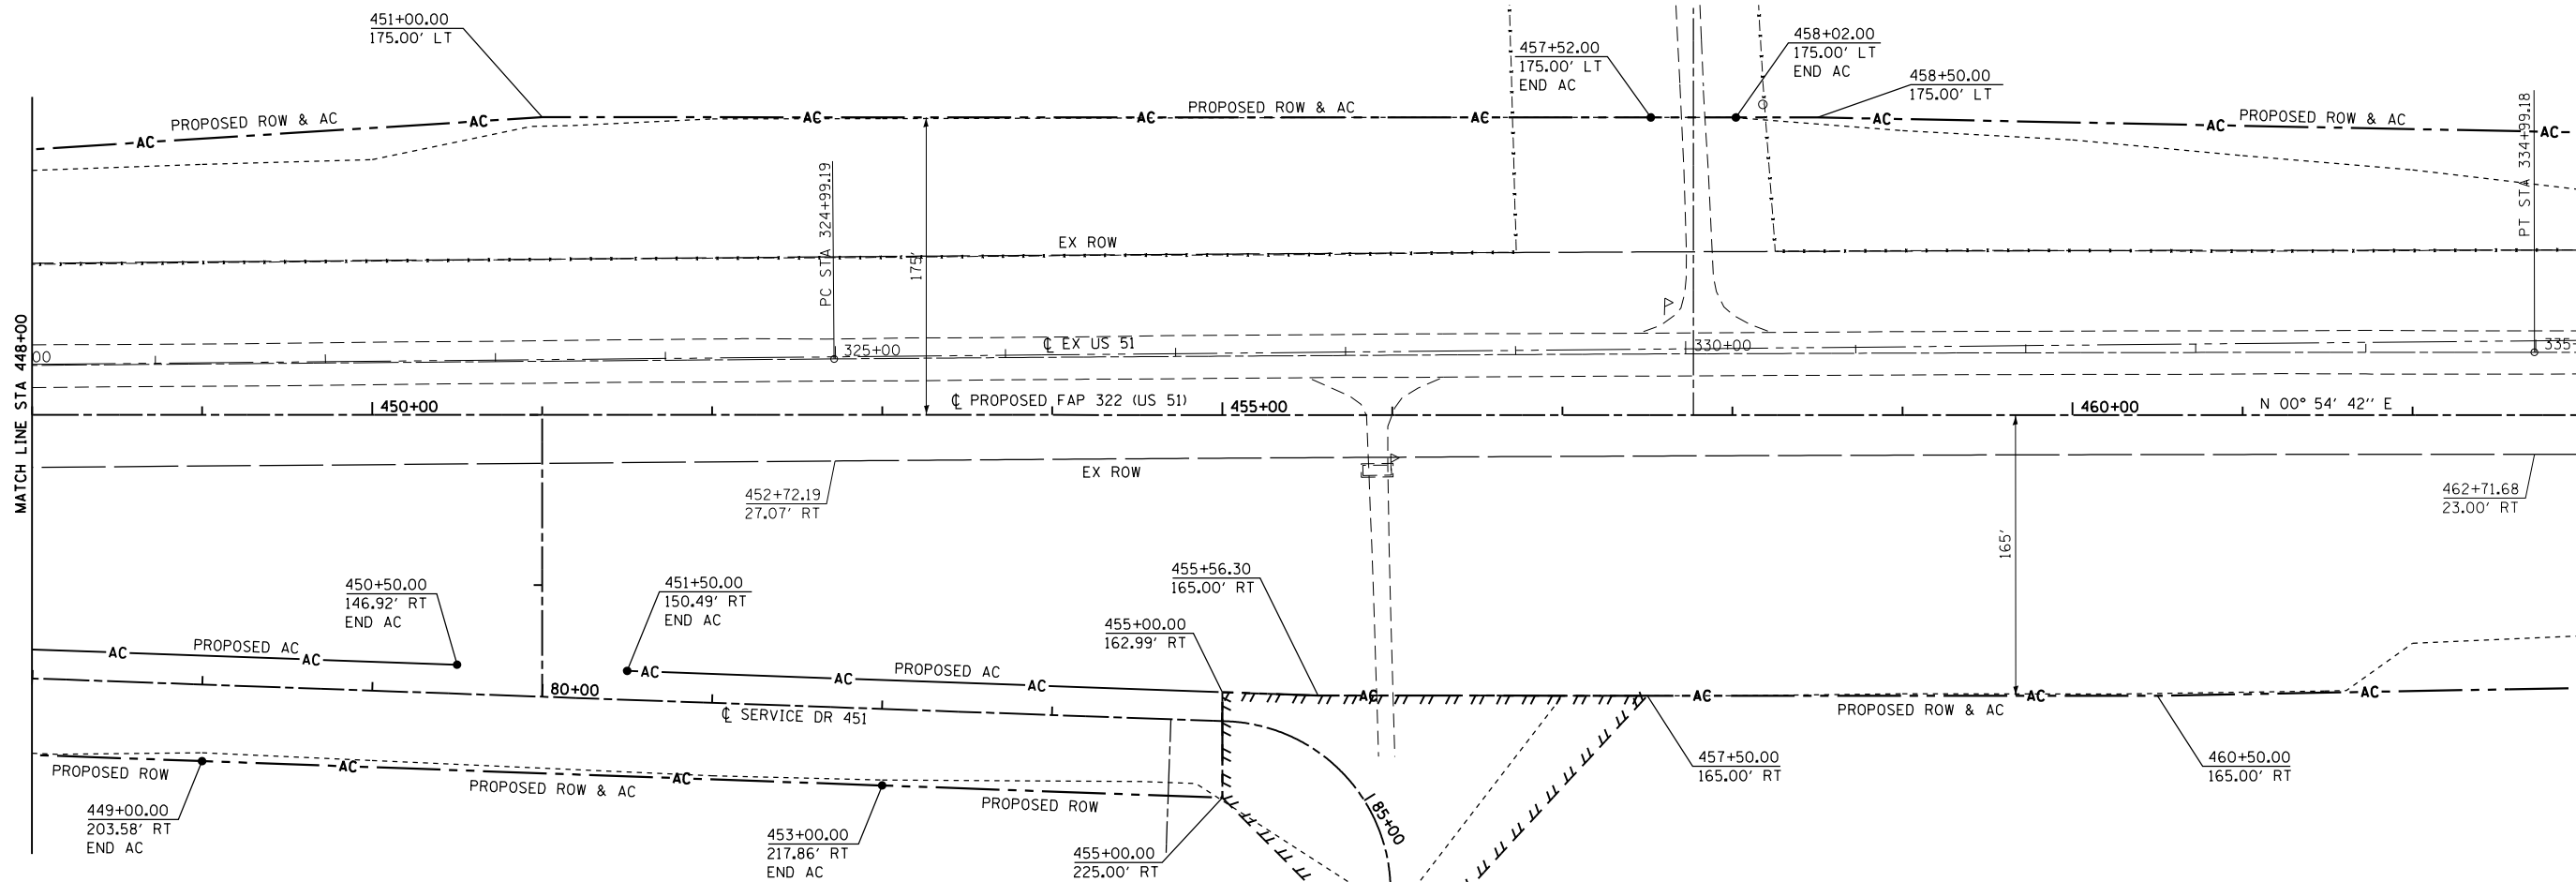 451+00.00
175.00' LT
457+52.00
175.00' LT
END AC
458+02.00
175.00' LT
END AC
458+50.00
175.00' LT
AC
PROPOSED ROW & AC
AC
AC
AC
PROPOSED ROW & AC
AC
AC
AC
PROPOSED ROW & AC
AC
PC STA 324+99.19
175'
EX ROW
PT STA 334+99.18
MATCH LINE STA 448+00
00
325+00
℄ EX US 51
330+00
335+
P
450+00
℄ PROPOSED FAP 322 (US 51)
455+00
460+00
N 00° 54' 42'' E
EX ROW
452+72.19
27.07' RT
462+71.68
23.00' RT
165'
450+50.00
146.92' RT
END AC
451+50.00
150.49' RT
END AC
455+56.30
165.00' RT
455+00.00
162.99' RT
AC
PROPOSED AC
AC
AC
AC
PROPOSED AC
AC
AC
AC
AC
PROPOSED ROW & AC
AC
80+00
℄ SERVICE DR 451
457+50.00
165.00' RT
460+50.00
165.00' RT
PROPOSED ROW
AC
PROPOSED ROW & AC
AC
PROPOSED ROW
85+00
449+00.00
203.58' RT
END AC
453+00.00
217.86' RT
END AC
455+00.00
225.00' RT